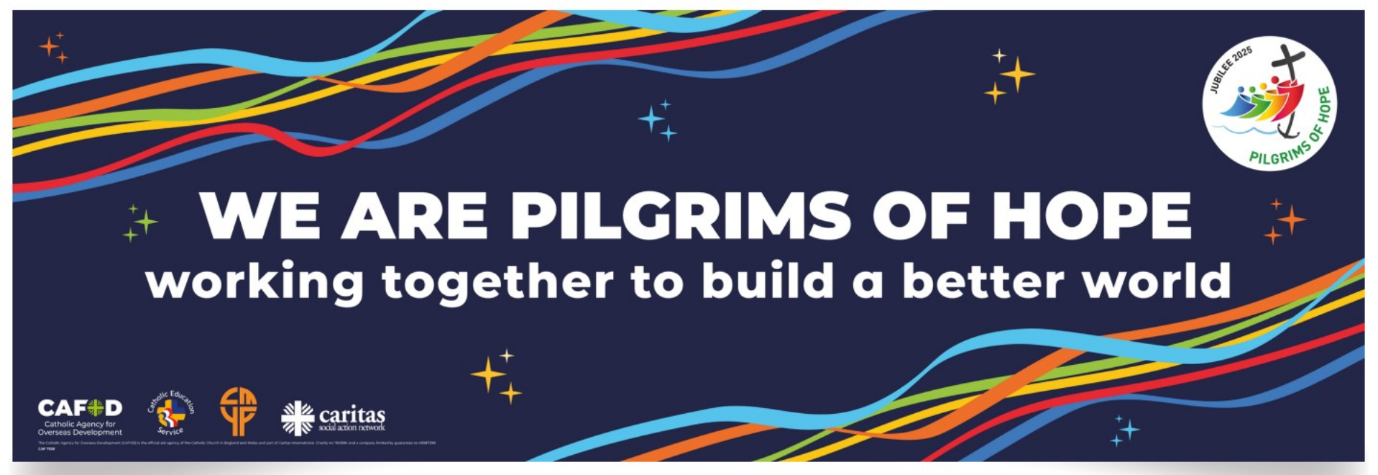 JUBILEE 2025
PILGRIMS OF HOPE
WE ARE PILGRIMS OF HOPE
working together to build a better world
CAFOD
Catholic Agency for
Overseas Development
Catholic Education
Service
CMYF
caritas
social action network